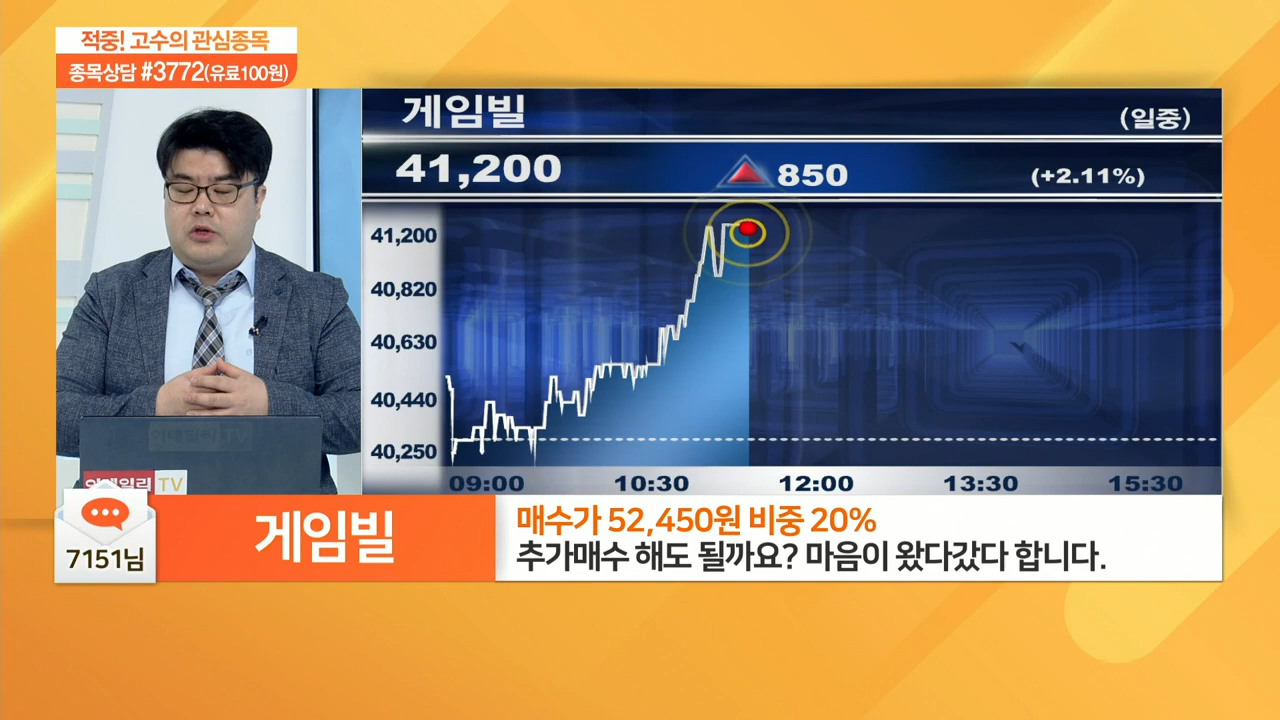 적중! 고수의 관심종목
종목상담 #3772(유료100원)
게임빌
(일중)
41,200
850
(+2.11%)
41,200
40,820
40,630
40,440
40,250
09:00
10:30
12:00
13:30
15:30
이데일리 TV
7151님
게임빌
매수가 52,450원 비중 20%
추가매수 해도 될까요? 마음이 왔다갔다 합니다.